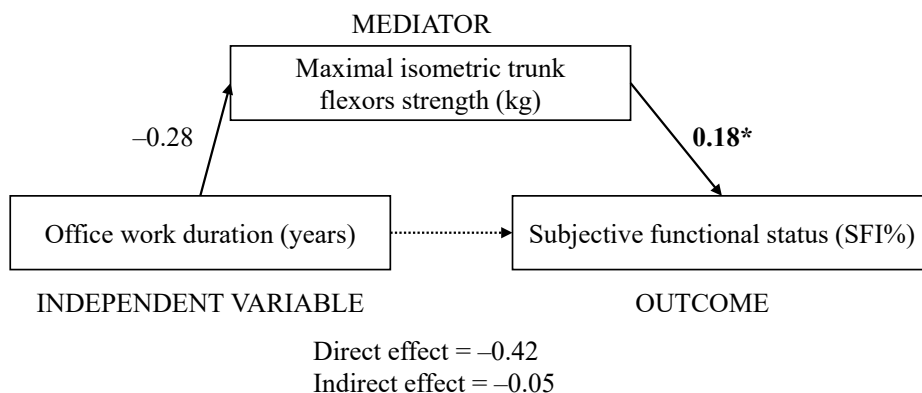 MEDIATOR
Maximal isometric trunk
flexors strength (kg)
–0.28
0.18*
Office work duration (years)
Subjective functional status (SFI%)
INDEPENDENT VARIABLE
OUTCOME
Direct effect = –0.42
Indirect effect = –0.05